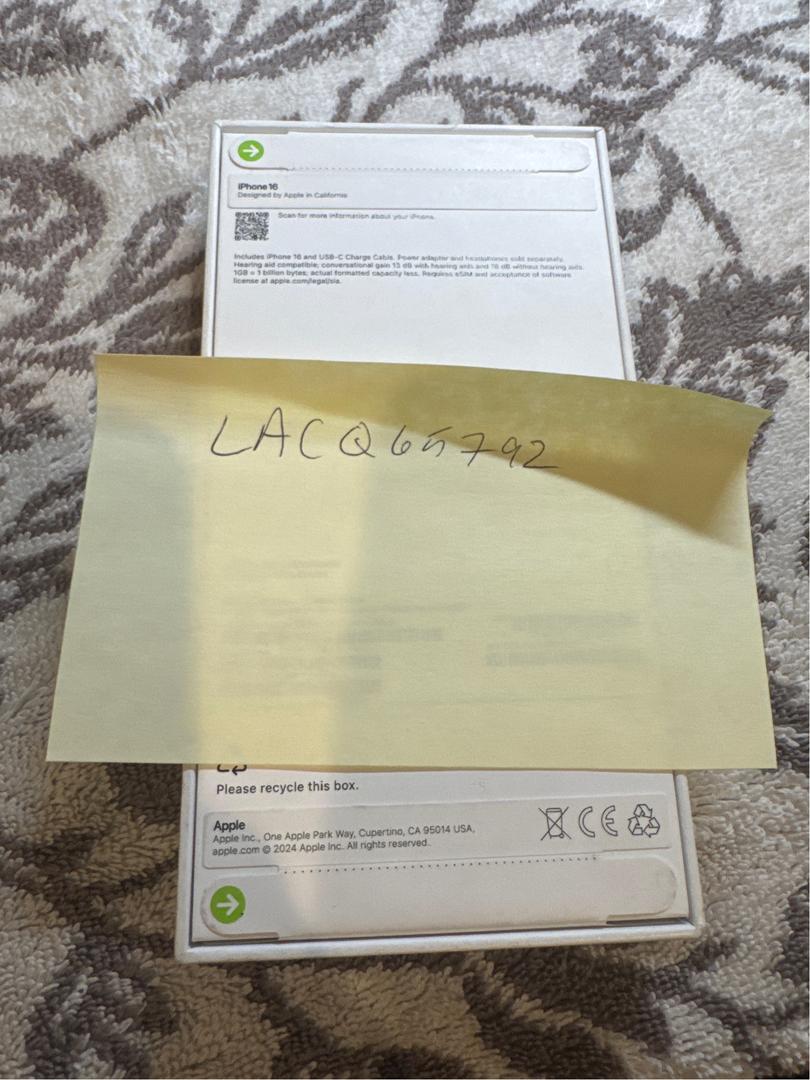 iPhone 16
Designed by Apple in California
Scan for more information about your iPhone.
Includes iPhone 16 and USB-C Charge Cable. Power adapter and headphones sold separately.
Hearing aid compatible; conversational gain 13 dB with hearing aids and 16 dB without hearing aids.
1GB = 1 billion bytes; actual formatted capacity less. Requires eSIM and acceptance of software
license at apple.com/legal/sla.
LACQ65792
Please recycle this box.
Apple
Apple Inc., One Apple Park Way, Cupertino, CA 95014 USA.
apple.com © 2024 Apple Inc. All rights reserved.
CE